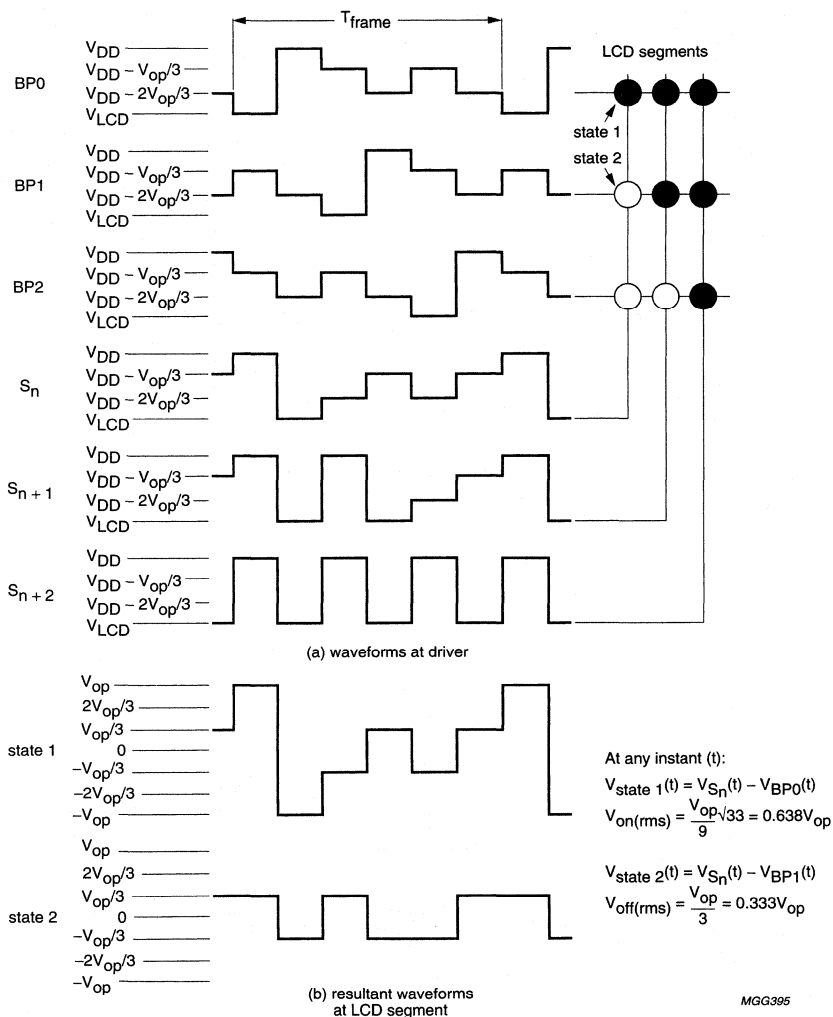 T_frame
BP0
V_DD
V_DD − V_op/3
V_DD − 2V_op/3
V_LCD
LCD segments
state 1
state 2
BP1
V_DD
V_DD − V_op/3
V_DD − 2V_op/3
V_LCD
BP2
V_DD
V_DD − V_op/3
V_DD − 2V_op/3
V_LCD
S_n
V_DD
V_DD − V_op/3
V_DD − 2V_op/3
V_LCD
S_n + 1
V_DD
V_DD − V_op/3
V_DD − 2V_op/3
V_LCD
S_n + 2
V_DD
V_DD − V_op/3
V_DD − 2V_op/3
V_LCD
(a) waveforms at driver
state 1
V_op
2V_op/3
V_op/3
0
−V_op/3
−2V_op/3
−V_op
At any instant (t):
V_state 1(t) = V_Sn(t) − V_BP0(t)
V_on(rms) = V_op/9 √33 = 0.638V_op
state 2
V_op
2V_op/3
V_op/3
0
−V_op/3
−2V_op/3
−V_op
V_state 2(t) = V_Sn(t) − V_BP1(t)
V_off(rms) = V_op/3 = 0.333V_op
(b) resultant waveforms
at LCD segment
MGG395